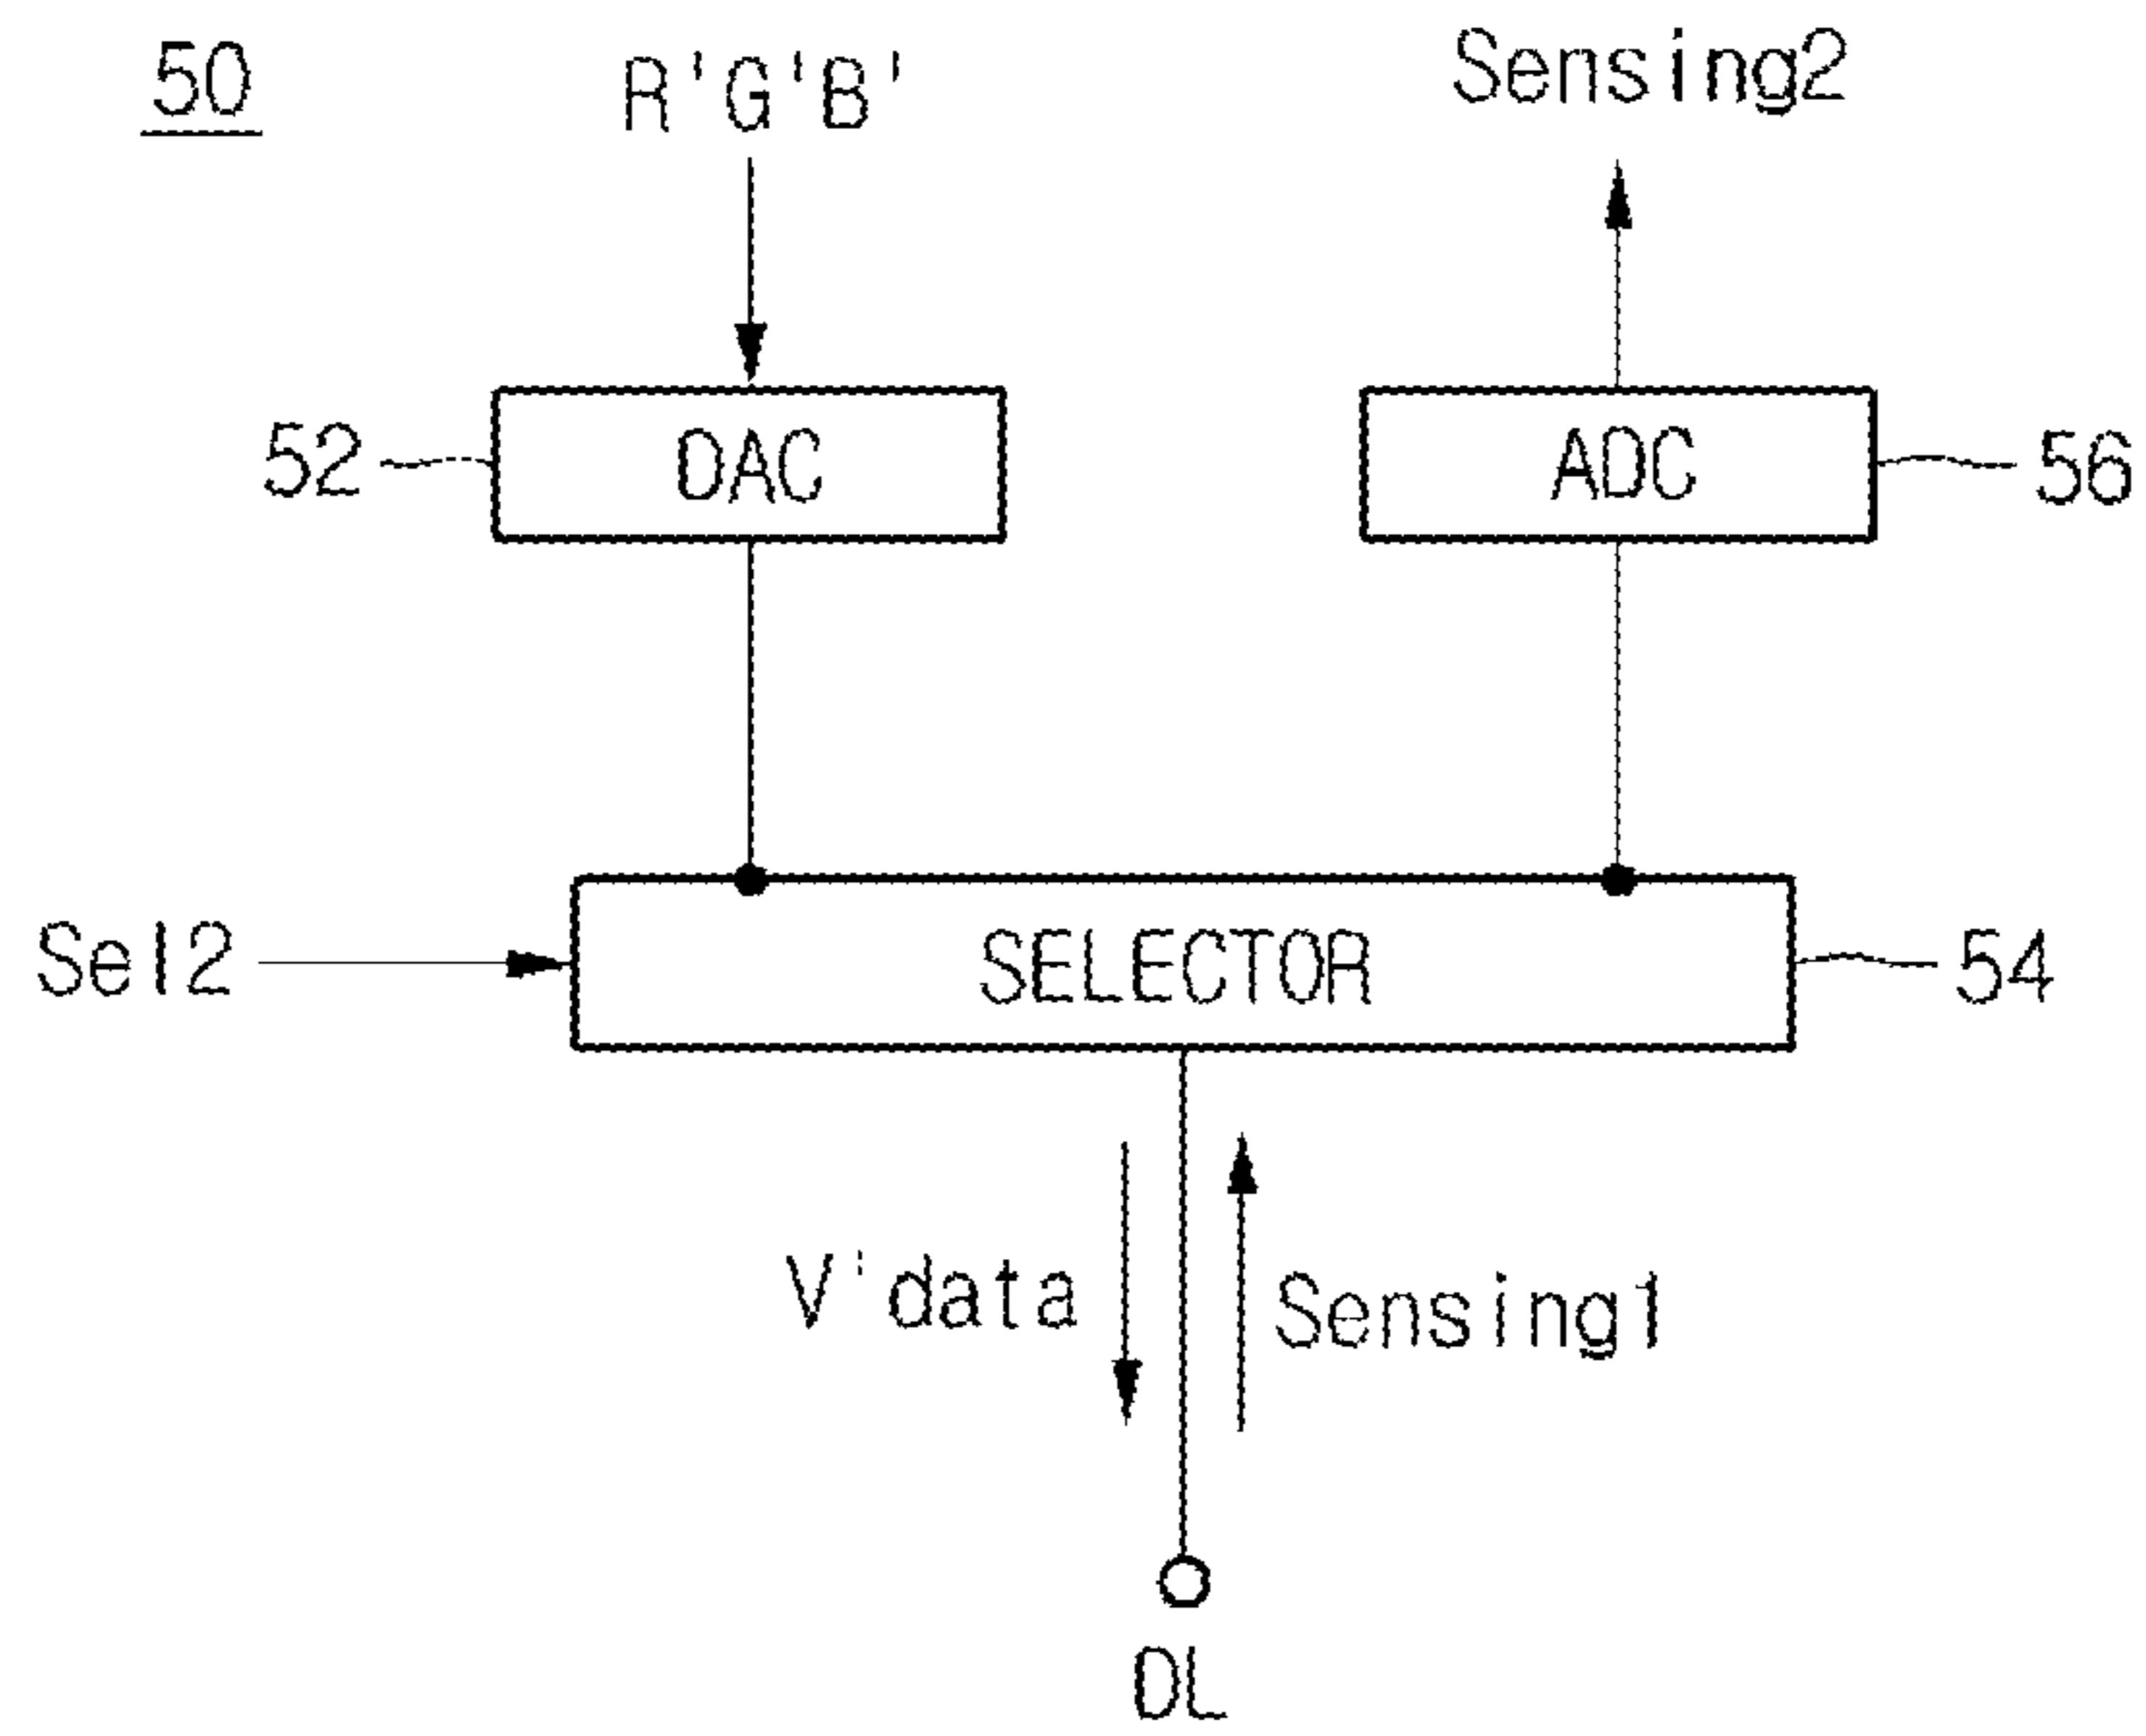 50
R'G'B'
Sensing2
52
DAC
ADC
56
Sel2
SELECTOR
54
V'data
Sensing1
DL